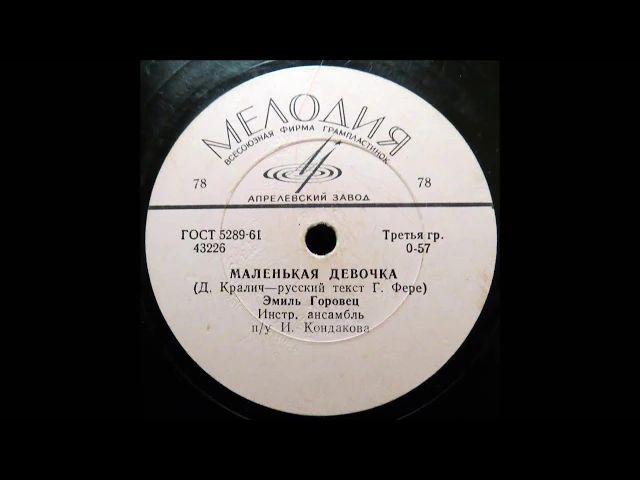 МЕЛОДИЯ
ВСЕСОЮЗНАЯ ФИРМА ГРАМПЛАСТИНОК
78 78
АПРЕЛЕВСКИЙ ЗАВОД
ГОСТ 5289-61 Третья гр.
43226 0-57
МАЛЕНЬКАЯ ДЕВОЧКА
(Д. Кралич—русский текст Г. Фере)
Эмиль Горовец
Инстр. ансамбль
п/у И. Кондакова